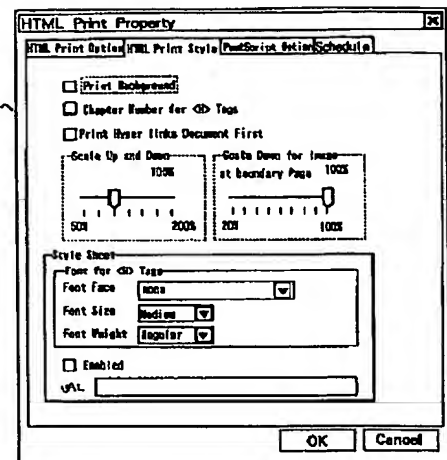 HTML Print Property
HTML Print Option HTML Print Style PostScript Option Schedule
Print Background
Chapter Number for <H> Tags
Print Hyper links Document First
Scale Up and Down
100%
50% 200%
Scale Down for Image
at boundary Page 100%
20% 100%
Style Sheet
Font for <H> Tags
Font Face none
Font Size Medium
Font Weight Regular
Enabled
URL
OK Cancel